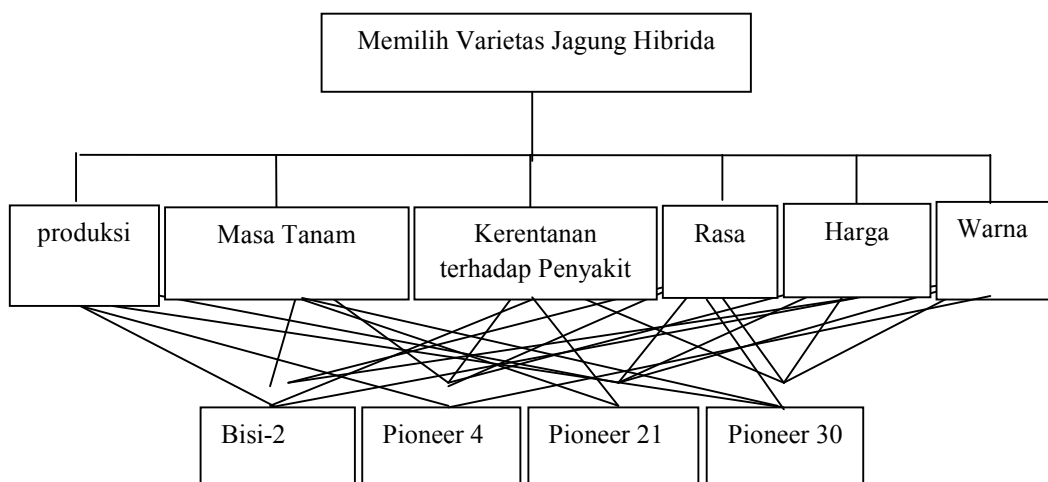 Memilih Varietas Jagung Hibrida
produksi
Masa Tanam
Kerentanan
terhadap Penyakit
Rasa
Harga
Warna
Bisi-2
Pioneer 4
Pioneer 21
Pioneer 30